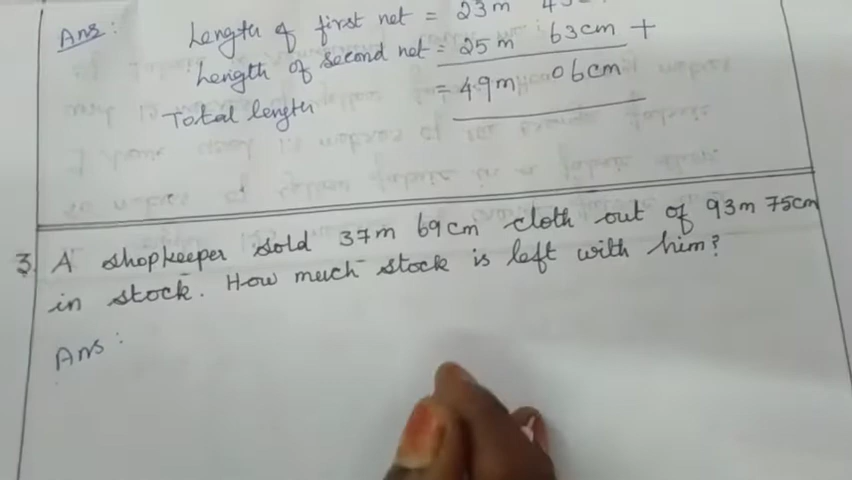 Ans: Length of first net = 23m
Length of second net = 25m 63cm +
Total length = 49m 06cm
3. A shopkeeper sold 37m 69cm cloth out of 93m 75cm
in stock. How much stock is left with him?
Ans: